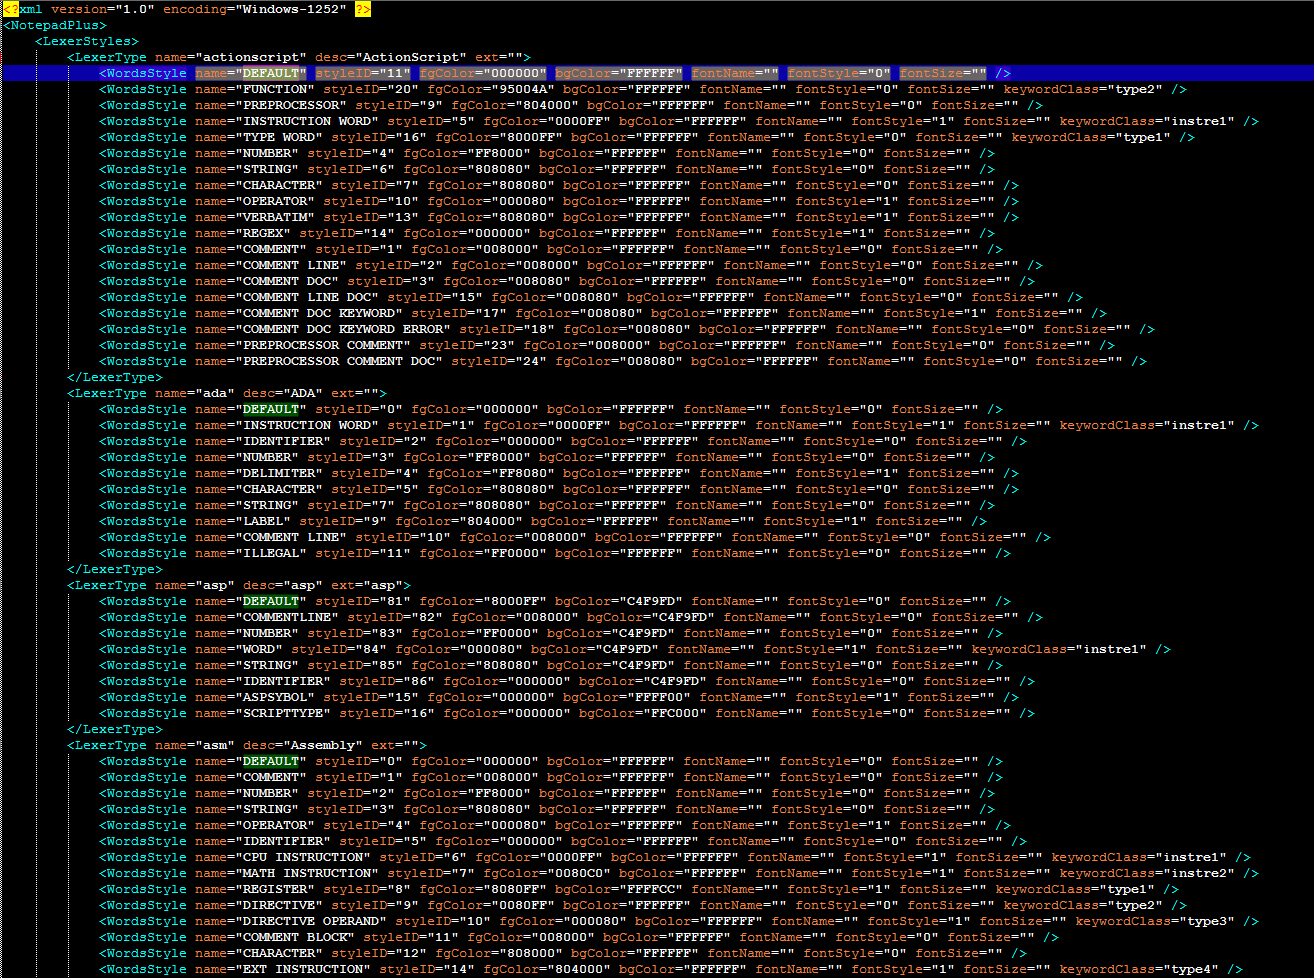 <?xml version="1.0" encoding="Windows-1252" ?>
<NotepadPlus>
<LexerStyles>
<LexerType name="actionscript" desc="ActionScript" ext="">
<WordsStyle name="DEFAULT" styleID="11" fgColor="000000" bgColor="FFFFFF" fontName="" fontStyle="0" fontSize="" />
<WordsStyle name="FUNCTION" styleID="20" fgColor="95004A" bgColor="FFFFFF" fontName="" fontStyle="0" fontSize="" keywordClass="type2" />
<WordsStyle name="PREPROCESSOR" styleID="9" fgColor="804000" bgColor="FFFFFF" fontName="" fontStyle="0" fontSize="" />
<WordsStyle name="INSTRUCTION WORD" styleID="5" fgColor="0000FF" bgColor="FFFFFF" fontName="" fontStyle="1" fontSize="" keywordClass="instre1" />
<WordsStyle name="TYPE WORD" styleID="16" fgColor="8000FF" bgColor="FFFFFF" fontName="" fontStyle="0" fontSize="" keywordClass="type1" />
<WordsStyle name="NUMBER" styleID="4" fgColor="FF8000" bgColor="FFFFFF" fontName="" fontStyle="0" fontSize="" />
<WordsStyle name="STRING" styleID="6" fgColor="808080" bgColor="FFFFFF" fontName="" fontStyle="0" fontSize="" />
<WordsStyle name="CHARACTER" styleID="7" fgColor="808080" bgColor="FFFFFF" fontName="" fontStyle="0" fontSize="" />
<WordsStyle name="OPERATOR" styleID="10" fgColor="000080" bgColor="FFFFFF" fontName="" fontStyle="1" fontSize="" />
<WordsStyle name="VERBATIM" styleID="13" fgColor="808080" bgColor="FFFFFF" fontName="" fontStyle="1" fontSize="" />
<WordsStyle name="REGEX" styleID="14" fgColor="000000" bgColor="FFFFFF" fontName="" fontStyle="1" fontSize="" />
<WordsStyle name="COMMENT" styleID="1" fgColor="008000" bgColor="FFFFFF" fontName="" fontStyle="0" fontSize="" />
<WordsStyle name="COMMENT LINE" styleID="2" fgColor="008000" bgColor="FFFFFF" fontName="" fontStyle="0" fontSize="" />
<WordsStyle name="COMMENT DOC" styleID="3" fgColor="008080" bgColor="FFFFFF" fontName="" fontStyle="0" fontSize="" />
<WordsStyle name="COMMENT LINE DOC" styleID="15" fgColor="008080" bgColor="FFFFFF" fontName="" fontStyle="0" fontSize="" />
<WordsStyle name="COMMENT DOC KEYWORD" styleID="17" fgColor="008080" bgColor="FFFFFF" fontName="" fontStyle="1" fontSize="" />
<WordsStyle name="COMMENT DOC KEYWORD ERROR" styleID="18" fgColor="008080" bgColor="FFFFFF" fontName="" fontStyle="0" fontSize="" />
<WordsStyle name="PREPROCESSOR COMMENT" styleID="23" fgColor="008000" bgColor="FFFFFF" fontName="" fontStyle="0" fontSize="" />
<WordsStyle name="PREPROCESSOR COMMENT DOC" styleID="24" fgColor="008080" bgColor="FFFFFF" fontName="" fontStyle="0" fontSize="" />
</LexerType>
<LexerType name="ada" desc="ADA" ext="">
<WordsStyle name="DEFAULT" styleID="0" fgColor="000000" bgColor="FFFFFF" fontName="" fontStyle="0" fontSize="" />
<WordsStyle name="INSTRUCTION WORD" styleID="1" fgColor="0000FF" bgColor="FFFFFF" fontName="" fontStyle="1" fontSize="" keywordClass="instre1" />
<WordsStyle name="IDENTIFIER" styleID="2" fgColor="000000" bgColor="FFFFFF" fontName="" fontStyle="0" fontSize="" />
<WordsStyle name="NUMBER" styleID="3" fgColor="FF8000" bgColor="FFFFFF" fontName="" fontStyle="0" fontSize="" />
<WordsStyle name="DELIMITER" styleID="4" fgColor="FF8080" bgColor="FFFFFF" fontName="" fontStyle="1" fontSize="" />
<WordsStyle name="CHARACTER" styleID="5" fgColor="808080" bgColor="FFFFFF" fontName="" fontStyle="0" fontSize="" />
<WordsStyle name="STRING" styleID="7" fgColor="808080" bgColor="FFFFFF" fontName="" fontStyle="0" fontSize="" />
<WordsStyle name="LABEL" styleID="9" fgColor="804000" bgColor="FFFFFF" fontName="" fontStyle="1" fontSize="" />
<WordsStyle name="COMMENT LINE" styleID="10" fgColor="008000" bgColor="FFFFFF" fontName="" fontStyle="0" fontSize="" />
<WordsStyle name="ILLEGAL" styleID="11" fgColor="FF0000" bgColor="FFFFFF" fontName="" fontStyle="0" fontSize="" />
</LexerType>
<LexerType name="asp" desc="asp" ext="asp">
<WordsStyle name="DEFAULT" styleID="81" fgColor="8000FF" bgColor="C4F9FD" fontName="" fontStyle="0" fontSize="" />
<WordsStyle name="COMMENTLINE" styleID="82" fgColor="008000" bgColor="C4F9FD" fontName="" fontStyle="0" fontSize="" />
<WordsStyle name="NUMBER" styleID="83" fgColor="FF0000" bgColor="C4F9FD" fontName="" fontStyle="0" fontSize="" />
<WordsStyle name="WORD" styleID="84" fgColor="000080" bgColor="C4F9FD" fontName="" fontStyle="1" fontSize="" keywordClass="instre1" />
<WordsStyle name="STRING" styleID="85" fgColor="808080" bgColor="C4F9FD" fontName="" fontStyle="0" fontSize="" />
<WordsStyle name="IDENTIFIER" styleID="86" fgColor="000000" bgColor="C4F9FD" fontName="" fontStyle="0" fontSize="" />
<WordsStyle name="ASPSYBOL" styleID="15" fgColor="000000" bgColor="FFFF00" fontName="" fontStyle="1" fontSize="" />
<WordsStyle name="SCRIPTTYPE" styleID="16" fgColor="000000" bgColor="FFC000" fontName="" fontStyle="0" fontSize="" />
</LexerType>
<LexerType name="asm" desc="Assembly" ext="">
<WordsStyle name="DEFAULT" styleID="0" fgColor="000000" bgColor="FFFFFF" fontName="" fontStyle="0" fontSize="" />
<WordsStyle name="COMMENT" styleID="1" fgColor="008000" bgColor="FFFFFF" fontName="" fontStyle="0" fontSize="" />
<WordsStyle name="NUMBER" styleID="2" fgColor="FF8000" bgColor="FFFFFF" fontName="" fontStyle="0" fontSize="" />
<WordsStyle name="STRING" styleID="3" fgColor="808080" bgColor="FFFFFF" fontName="" fontStyle="0" fontSize="" />
<WordsStyle name="OPERATOR" styleID="4" fgColor="000080" bgColor="FFFFFF" fontName="" fontStyle="1" fontSize="" />
<WordsStyle name="IDENTIFIER" styleID="5" fgColor="000000" bgColor="FFFFFF" fontName="" fontStyle="0" fontSize="" />
<WordsStyle name="CPU INSTRUCTION" styleID="6" fgColor="0000FF" bgColor="FFFFFF" fontName="" fontStyle="1" fontSize="" keywordClass="instre1" />
<WordsStyle name="MATH INSTRUCTION" styleID="7" fgColor="0080C0" bgColor="FFFFFF" fontName="" fontStyle="1" fontSize="" keywordClass="instre2" />
<WordsStyle name="REGISTER" styleID="8" fgColor="8080FF" bgColor="FFFFCC" fontName="" fontStyle="1" fontSize="" keywordClass="type1" />
<WordsStyle name="DIRECTIVE" styleID="9" fgColor="0080FF" bgColor="FFFFFF" fontName="" fontStyle="0" fontSize="" keywordClass="type2" />
<WordsStyle name="DIRECTIVE OPERAND" styleID="10" fgColor="000080" bgColor="FFFFFF" fontName="" fontStyle="1" fontSize="" keywordClass="type3" />
<WordsStyle name="COMMENT BLOCK" styleID="11" fgColor="008000" bgColor="FFFFFF" fontName="" fontStyle="0" fontSize="" />
<WordsStyle name="CHARACTER" styleID="12" fgColor="808000" bgColor="FFFFFF" fontName="" fontStyle="0" fontSize="" />
<WordsStyle name="EXT INSTRUCTION" styleID="14" fgColor="804000" bgColor="FFFFFF" fontName="" fontStyle="1" fontSize="" keywordClass="type4" />